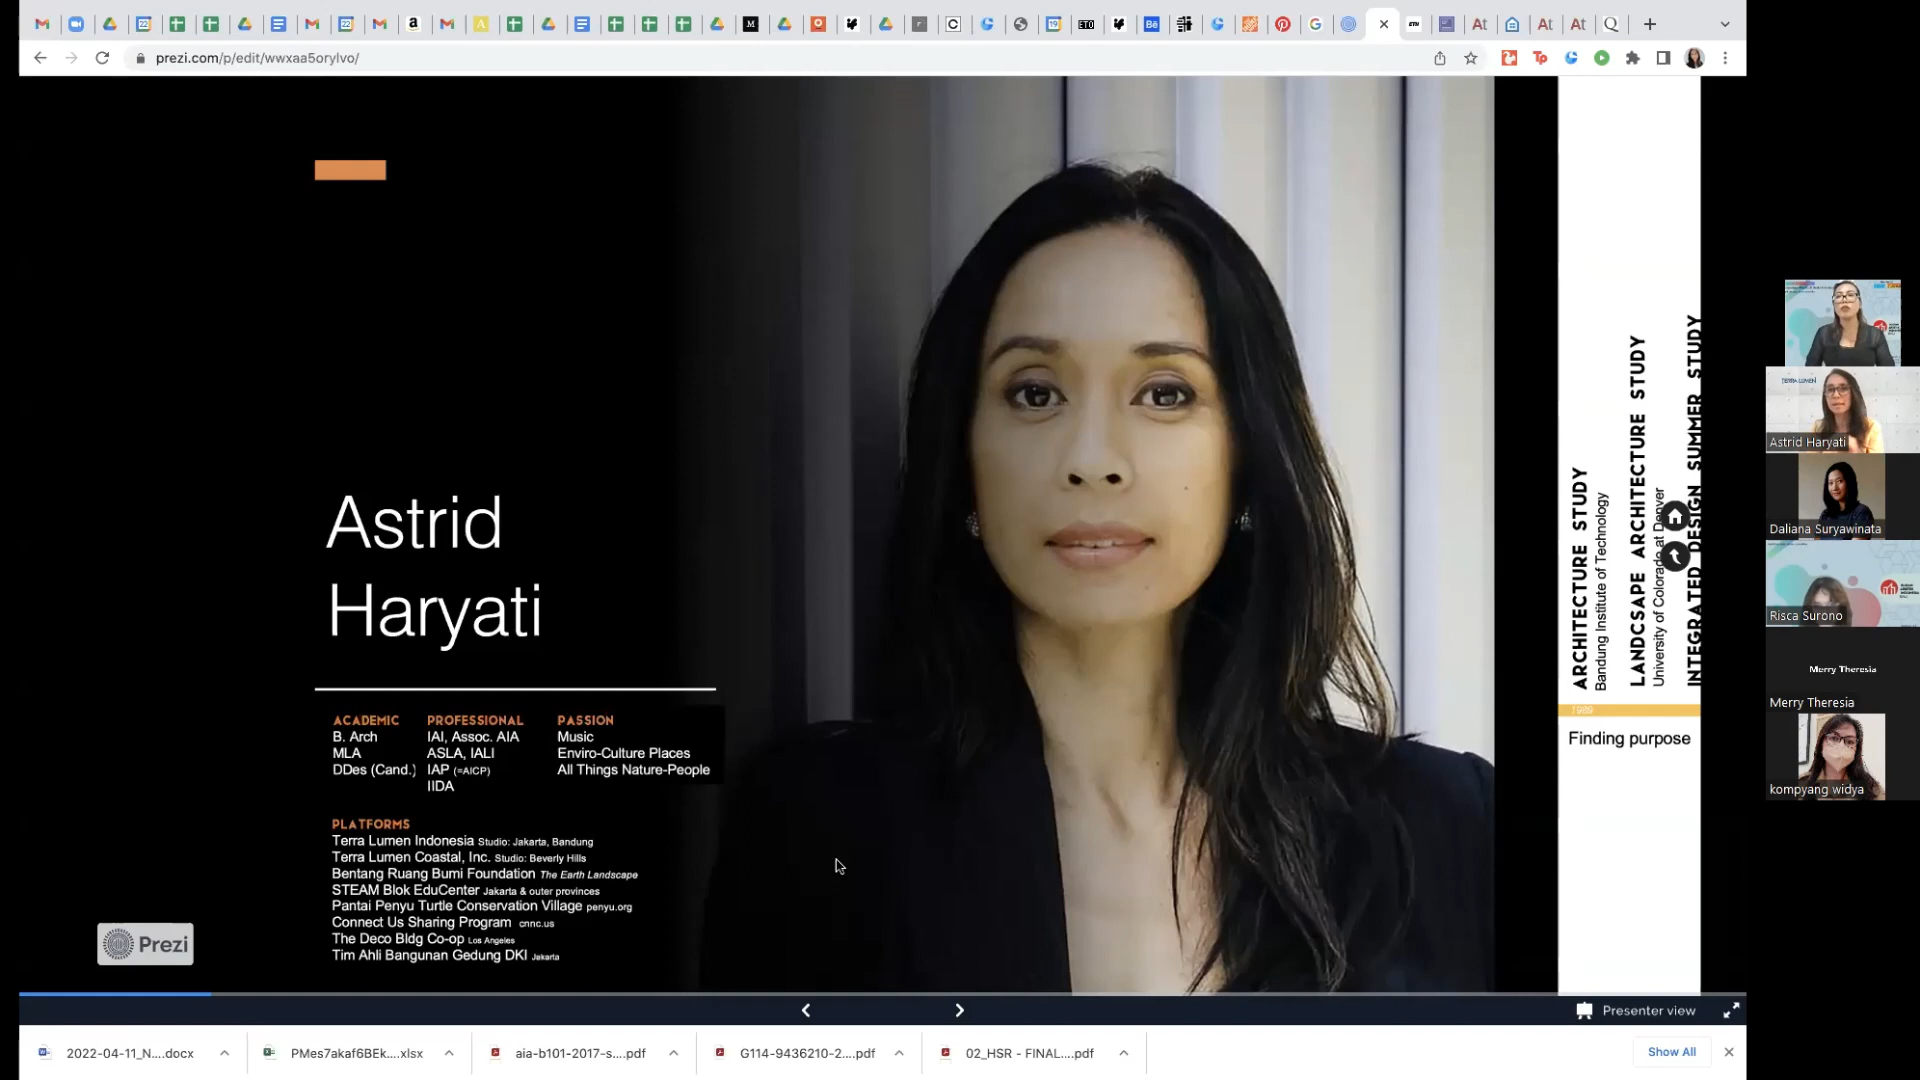 prezi.com/p/edit/wwxaa5orylvo/
Astrid
Haryati
ACADEMIC
B. Arch
MLA
DDes (Cand.)
PROFESSIONAL
IAI, Assoc. AIA
ASLA, IALI
IAP (=AICP)
IIDA
PASSION
Music
Enviro-Culture Places
All Things Nature-People
PLATFORMS
Terra Lumen Indonesia Studio: Jakarta, Bandung
Terra Lumen Coastal, Inc. Studio: Beverly Hills
Bentang Ruang Bumi Foundation The Earth Landscape
STEAM Blok EduCenter Jakarta & outer provinces
Pantai Penyu Turtle Conservation Village penyu.org
Connect Us Sharing Program cnnc.us
The Deco Bldg Co-op Los Angeles
Tim Ahli Bangunan Gedung DKI Jakarta
Prezi
ARCHITECTURE STUDY
Bandung Institute of Technology
LANDCSAPE ARCHITECTURE STUDY
University of Colorado at Denver
INTEGRATED DESIGN SUMMER STUDY
1989
Finding purpose
TERRA LUMEN
Astrid Haryati
Daliana Suryawinata
Risca Surono
Merry Theresia
Merry Theresia
kompyang widya
Presenter view
2022-04-11_N....docx
PMes7akaf6BEk....xlsx
aia-b101-2017-s....pdf
G114-9436210-2....pdf
02_HSR - FINAL....pdf
Show All